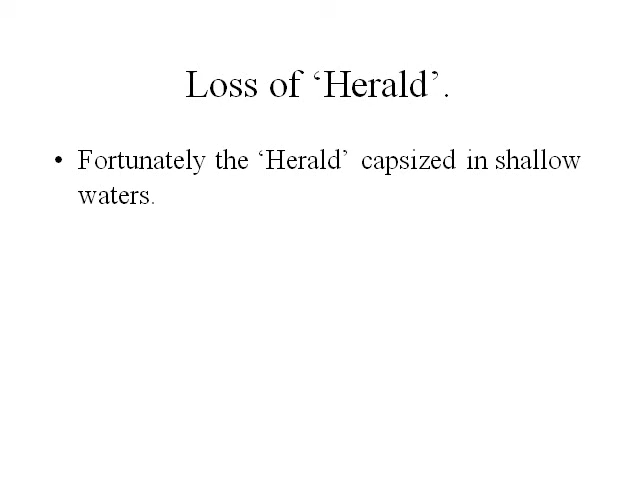 Loss of ‘Herald’.
• Fortunately the ‘Herald’ capsized in shallow
waters.